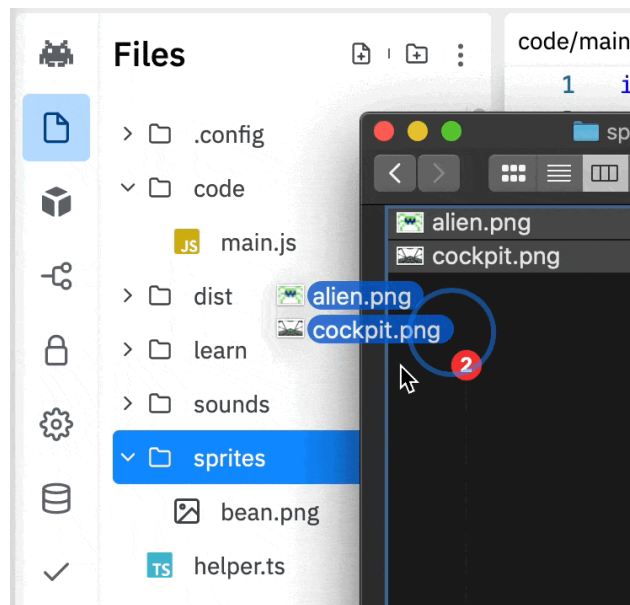 Files
code/main
1 i
.config
code
JS main.js
dist
learn
sounds
sprites
bean.png
TS helper.ts
sp
alien.png
cockpit.png
alien.png
cockpit.png
2